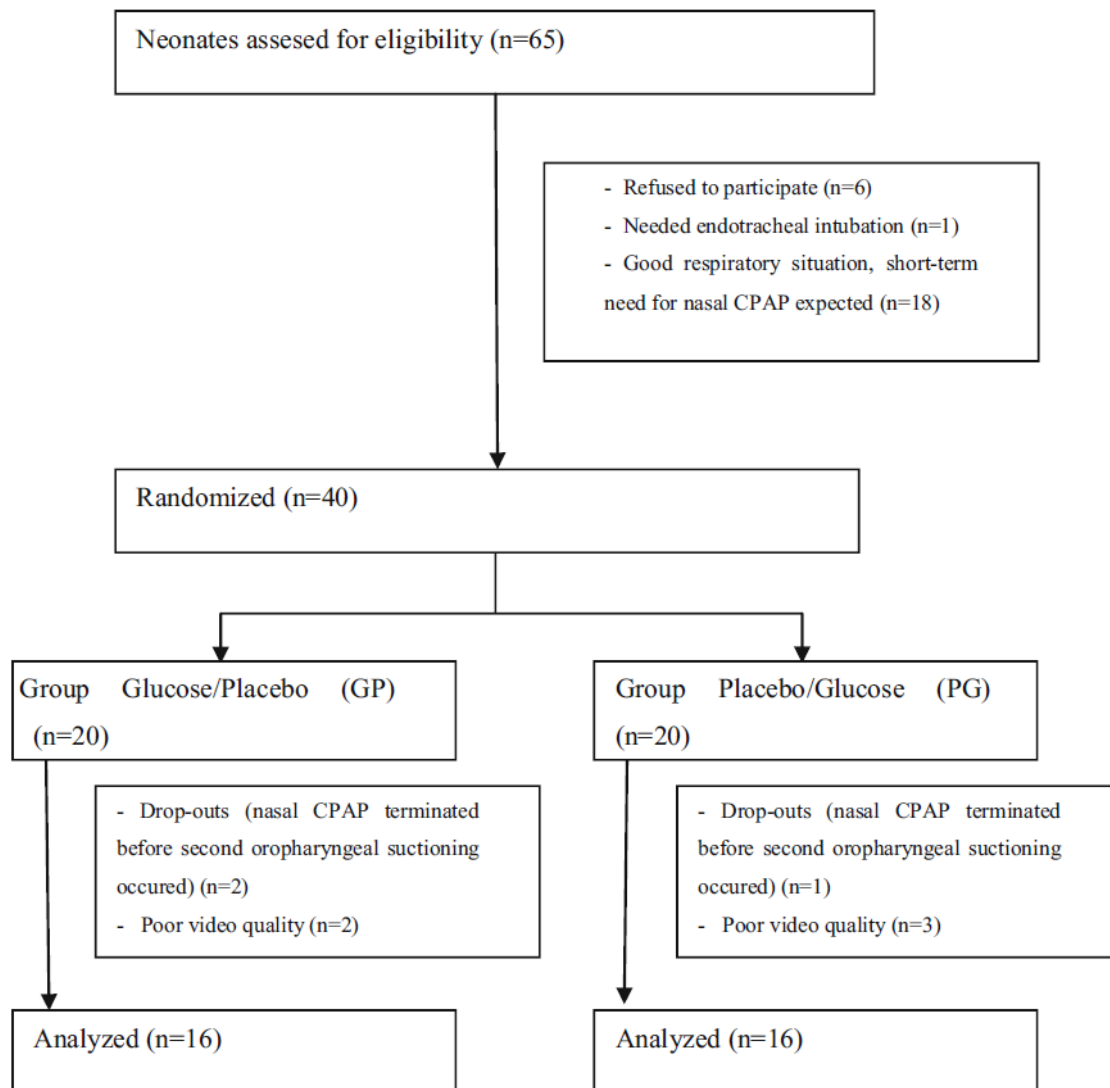 Neonates assesed for eligibility (n=65)
- Refused to participate (n=6)
- Needed endotracheal intubation (n=1)
- Good respiratory situation, short-term
need for nasal CPAP expected (n=18)
Randomized (n=40)
Group Glucose/Placebo (GP)
(n=20)
Group Placebo/Glucose (PG)
(n=20)
- Drop-outs (nasal CPAP terminated
before second oropharyngeal suctioning
occured) (n=2)
- Poor video quality (n=2)
- Drop-outs (nasal CPAP terminated
before second oropharyngeal suctioning
occured) (n=1)
- Poor video quality (n=3)
Analyzed (n=16)
Analyzed (n=16)